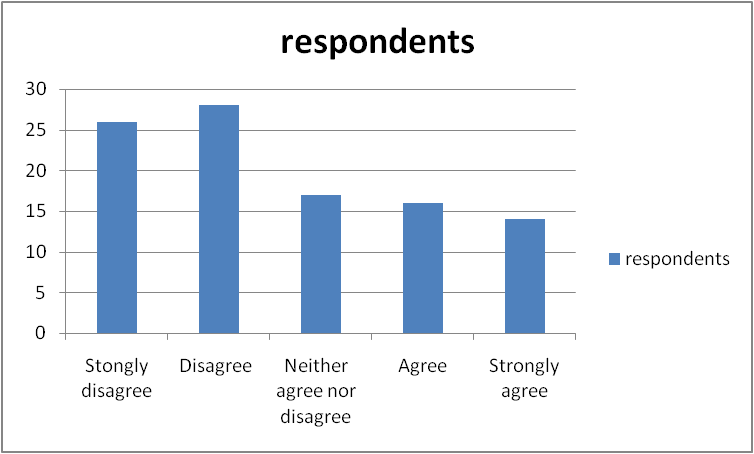 respondents
30
25
20
15
10
5
0
respondents
Stongly
disagree
Disagree
Neither
agree nor
disagree
Agree
Strongly
agree